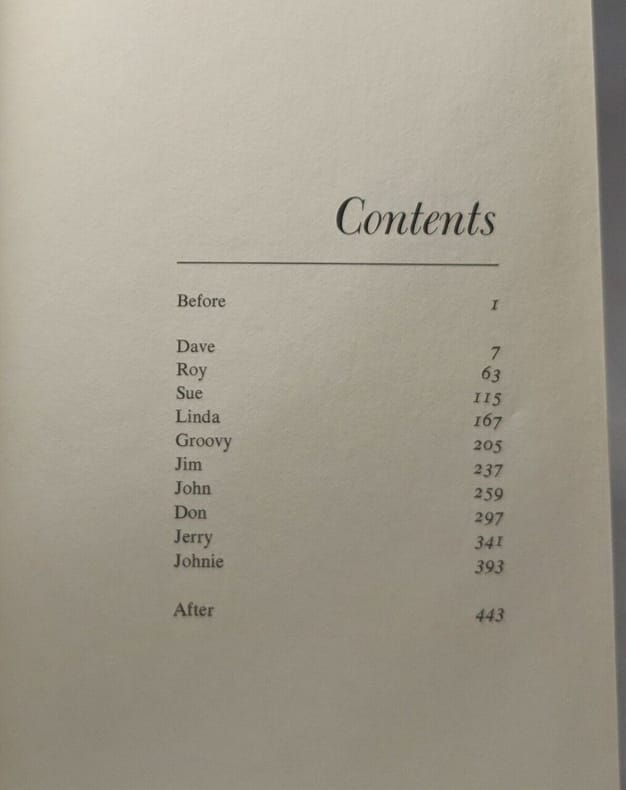 Contents
Before 1
Dave 7
Roy 63
Sue 115
Linda 167
Groovy 205
Jim 237
John 259
Don 297
Jerry 341
Johnie 393
After 443